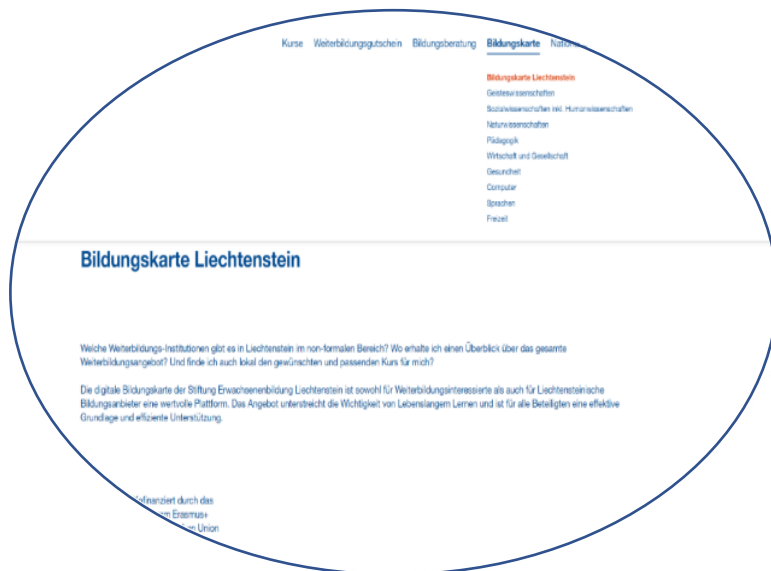 Kurse Weiterbildungsgutschein Bildungsberatung Bildungskarte
Bildungskarte Liechtenstein
Geisteswissenschaften
Sozialwissenschaften inkl. Humanwissenschaften
Naturwissenschaften
Pädagogik
Wirtschaft und Gesellschaft
Gesundheit
Computer
Sprachen
Freizeit
Bildungskarte Liechtenstein
Welche Weiterbildungs-Institutionen gibt es in Liechtenstein im non-formalen Bereich? Wo erhalte ich einen Überblick über das gesamte
Weiterbildungsangebot? Und finde ich auch lokal den gewünschten und passenden Kurs für mich?
Die digitale Bildungskarte der Stiftung Erwachsenenbildung Liechtenstein ist sowohl für Weiterbildungsinteressierte als auch für Liechtensteinische
Bildungsanbieter eine wertvolle Plattform. Das Angebot unterstreicht die Wichtigkeit von Lebenslangem Lernen und ist für alle Beteiligten eine effektive
Grundlage und effiziente Unterstützung.
durch das
Erasmus+
Union